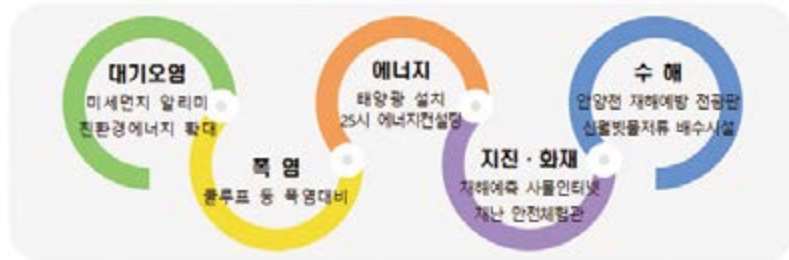 대기오염
미세먼지 알리미
친환경에너지 확대
폭 염
쿨루프 등 폭염대비
에너지
태양광 설치
25시 에너지컨설팅
지진 · 화재
재해예측 사물인터넷
재난 안전체험관
수 해
안양천 재해예방 전광판
신월빗물저류 배수시설